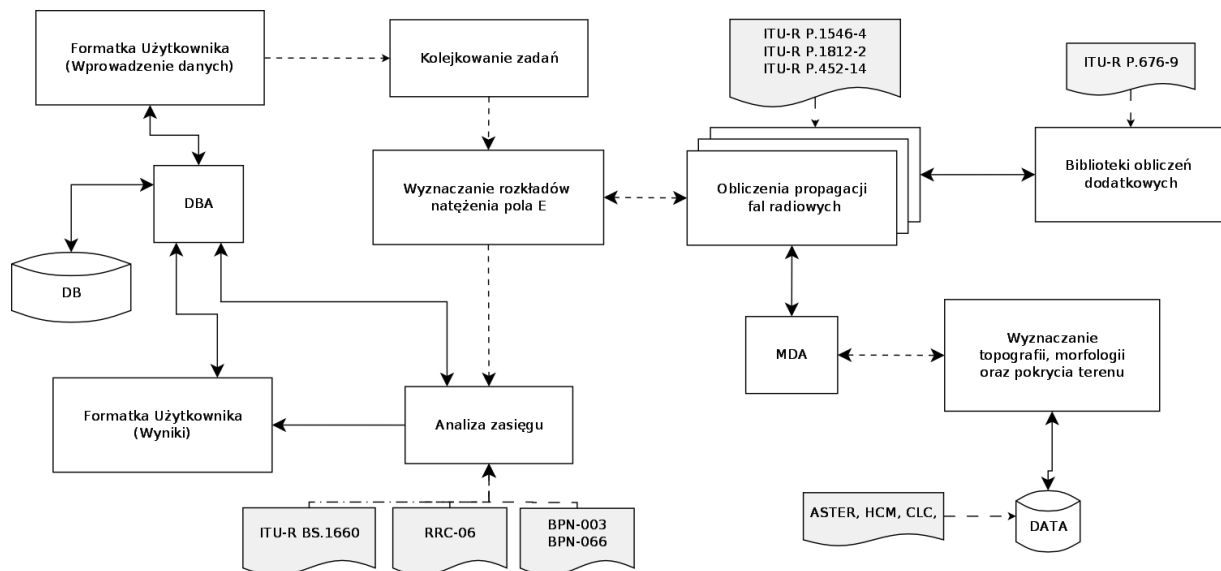 Formatka Użytkownika
(Wprowadzenie danych)
Kolejkowanie zadań
ITU-R P.1546-4
ITU-R P.1812-2
ITU-R P.452-14
ITU-R P.676-9
DBA
Wyznaczanie rozkładów
natężenia pola E
Obliczenia propagacji
fal radiowych
Biblioteki obliczeń
dodatkowych
DB
MDA
Wyznaczanie
topografii, morfologii
oraz pokrycia terenu
Formatka Użytkownika
(Wyniki)
Analiza zasięgu
ITU-R BS.1660
RRC-06
BPN-003
BPN-066
ASTER, HCM, CLC,
DATA